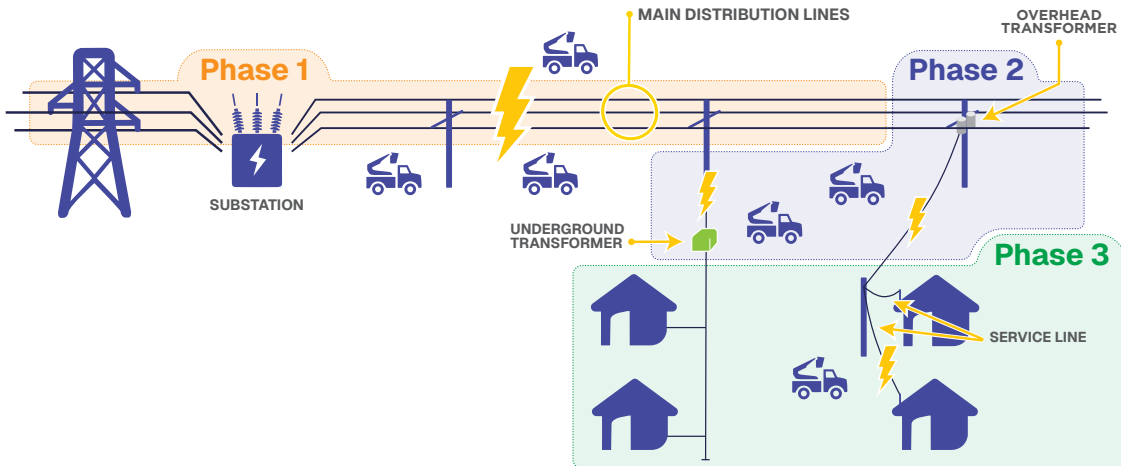 MAIN DISTRIBUTION LINES
OVERHEAD
TRANSFORMER
Phase 1
Phase 2
SUBSTATION
UNDERGROUND
TRANSFORMER
Phase 3
SERVICE LINE